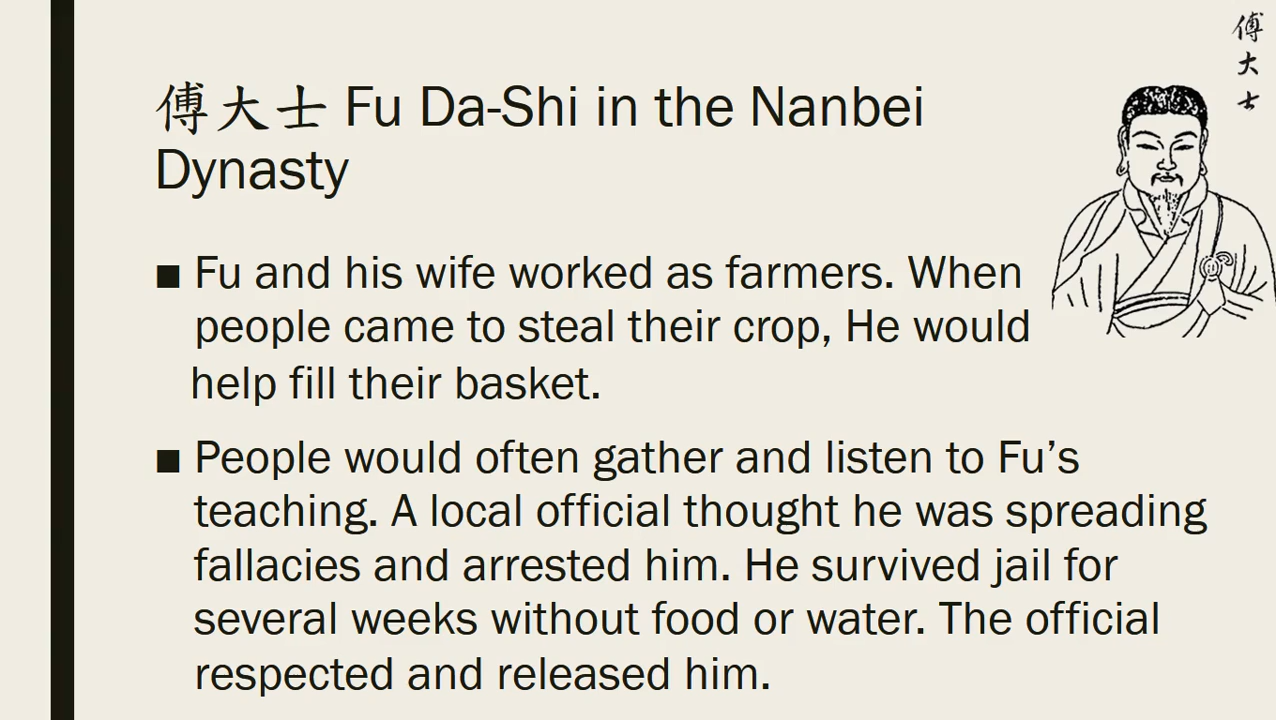 傅大士 Fu Da-Shi in the Nanbei
Dynasty
■ Fu and his wife worked as farmers. When
people came to steal their crop, He would
help fill their basket.
■ People would often gather and listen to Fu’s
teaching. A local official thought he was spreading
fallacies and arrested him. He survived jail for
several weeks without food or water. The official
respected and released him.
傅
大
士